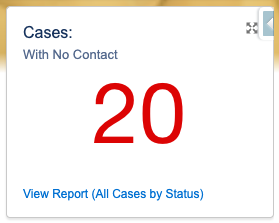 Cases:
With No Contact
20
View Report (All Cases by Status)